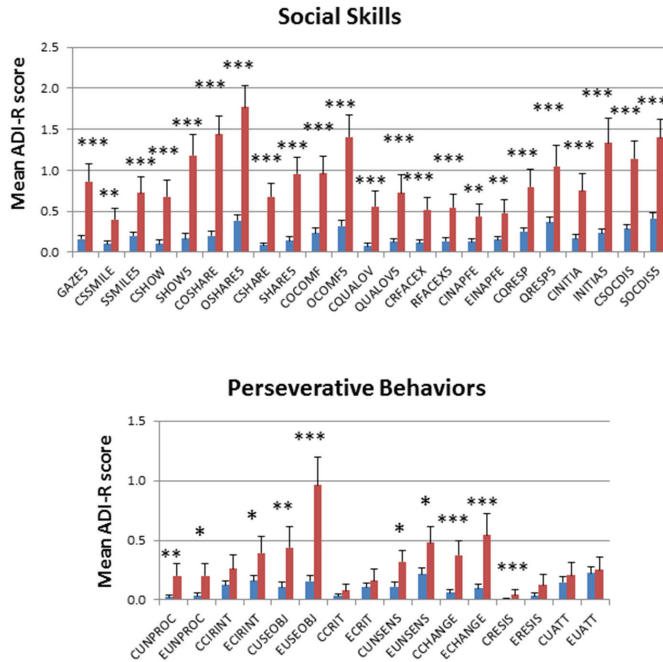 Social Skills
Mean ADI-R score
2.5
2.0
1.5
1.0
0.5
0.0
*** ** *** *** *** *** *** *** *** *** *** *** *** *** *** ** ** *** *** *** *** *** ***
GAZE5 CSSMILE SSMILE5 CSHOW SHOW5 COSHARE OSHARE5 CSHARE SHARE5 COCOMF OCOMF5 CQUALOV QUALOV5 CRFACEX RFACEX5 CINAPFE EINAPFE CQRESP QRESP5 CINITIA INITIA5 CSOCDIS SOCDIS5
Perseverative Behaviors
Mean ADI-R score
1.5
1.0
0.5
0.0
** * * ** *** * * *** *** ***
CUNPROC EUNPROC CCIRINT ECIRINT CUSEOBJ EUSEOBJ CCRIT ECRIT CUNSENS EUNSENS CCHANGE ECHANGE CRESIS ERESIS CUATT EUATT